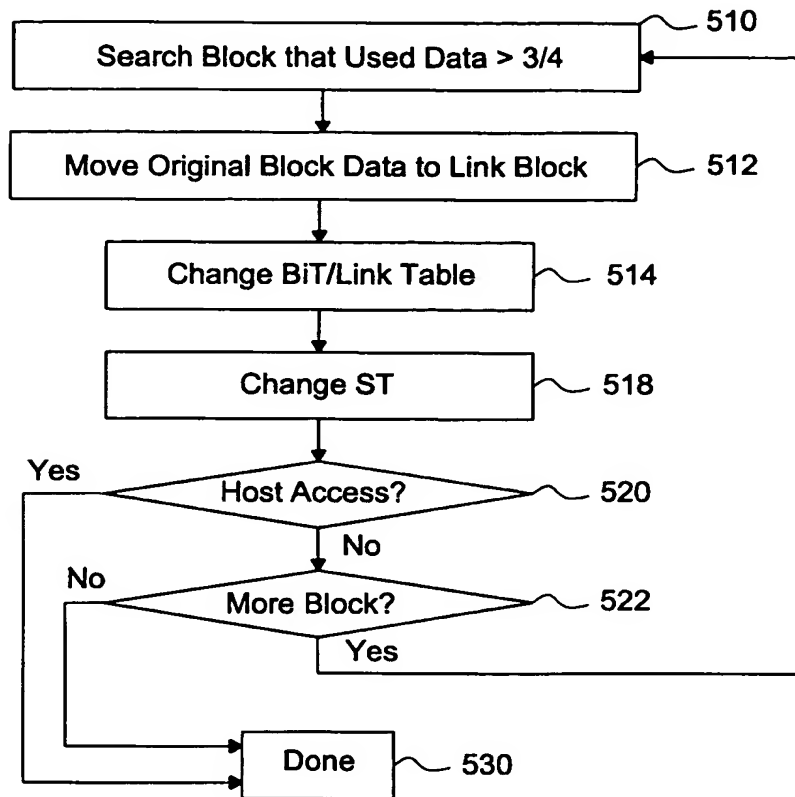 510
Search Block that Used Data > 3/4
Move Original Block Data to Link Block
512
Change BiT/Link Table
514
Change ST
518
Yes
Host Access?
520
No
No
More Block?
522
Yes
Done
530